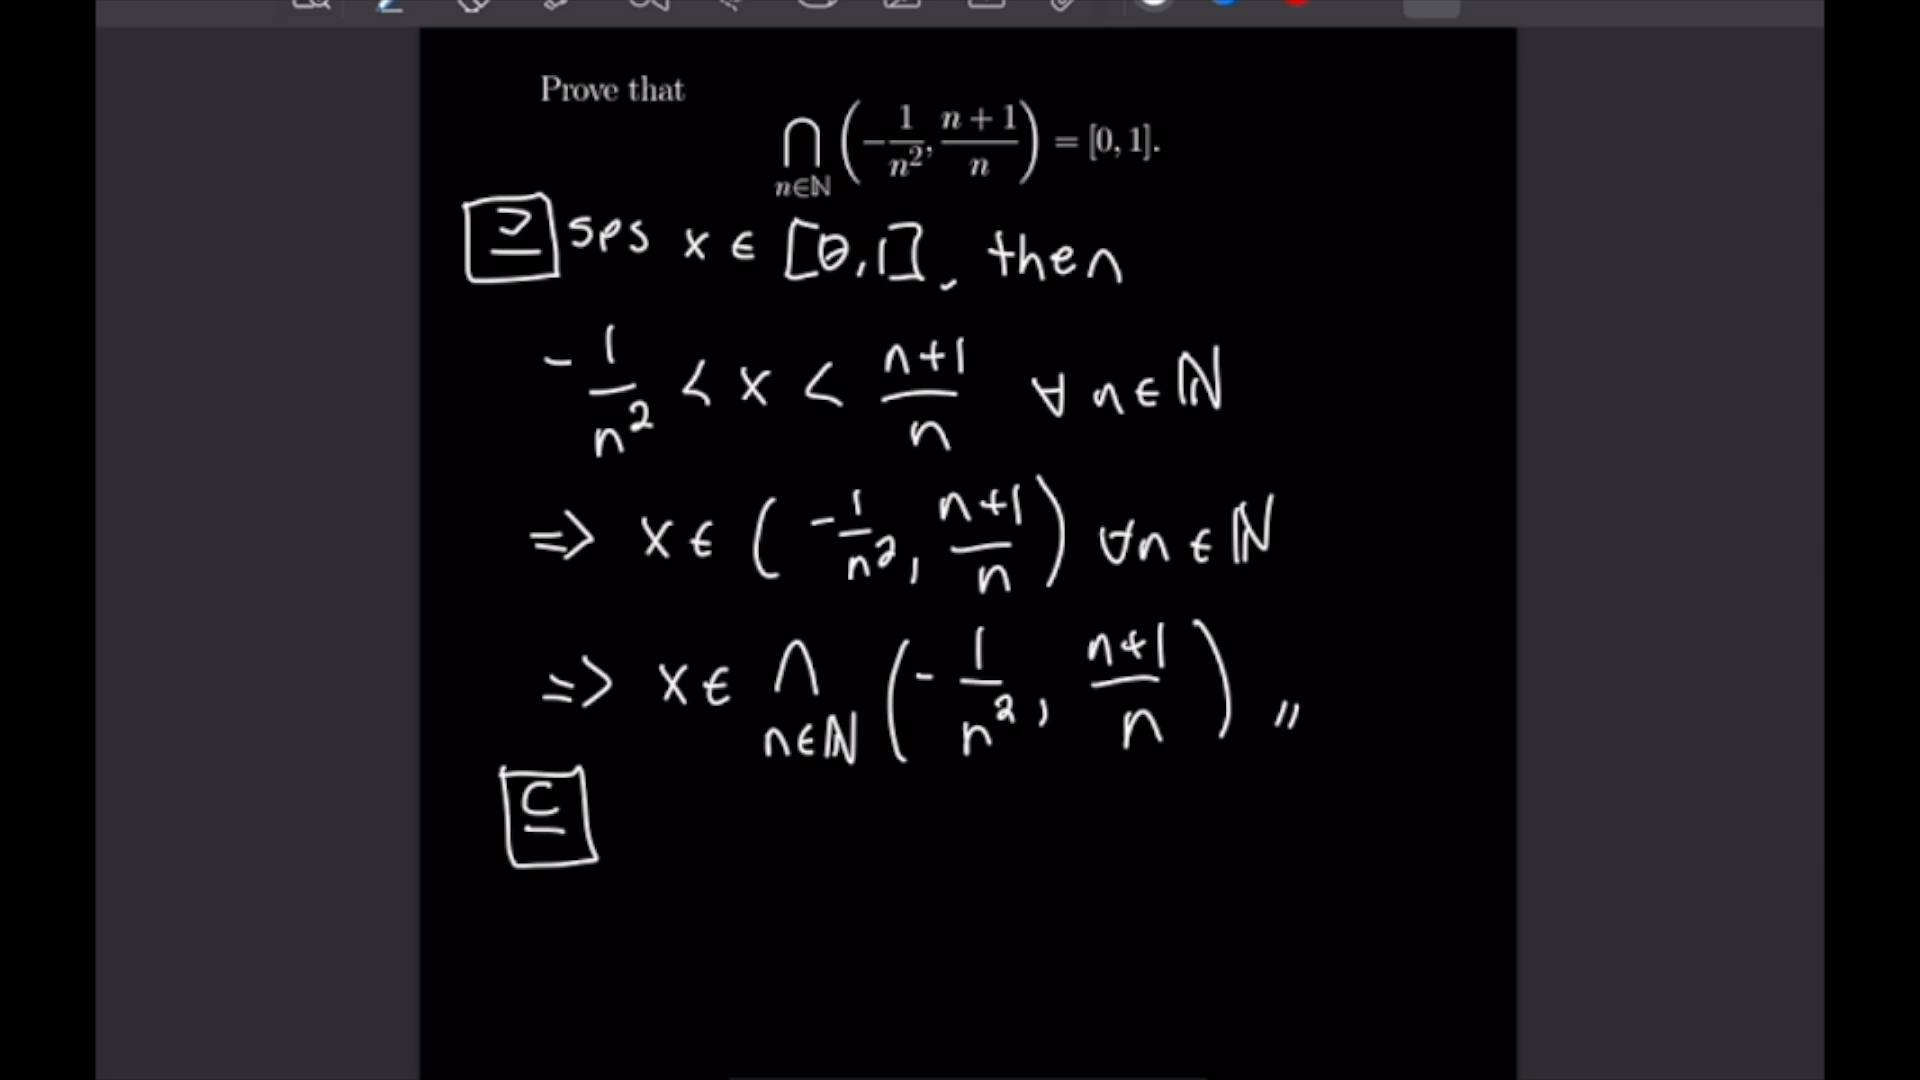 Prove that
⋂_{n∈ℕ} (-1/n², (n+1)/n) = [0, 1].
⊇ sps x ∈ [0,1], then
-1/n² < x < (n+1)/n ∀ n ∈ ℕ
=> x ∈ (-1/n², (n+1)/n) ∀n ∈ ℕ
=> x ∈ ⋂_{n∈ℕ} (-1/n², (n+1)/n) "
⊆